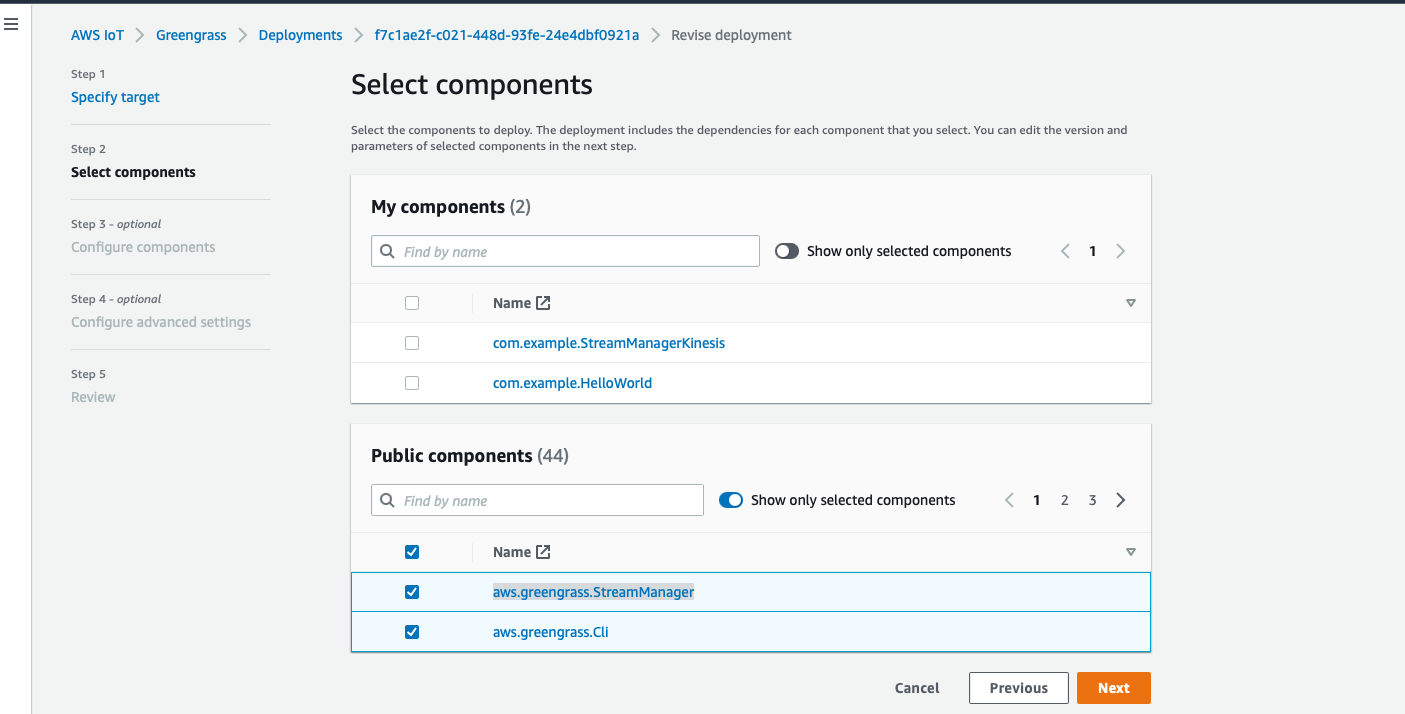 AWS IoT > Greengrass > Deployments > f7c1ae2f-c021-448d-93fe-24e4dbf0921a > Revise deployment
Step 1
Specify target
Step 2
Select components
Step 3 - optional
Configure components
Step 4 - optional
Configure advanced settings
Step 5
Review
Select components
Select the components to deploy. The deployment includes the dependencies for each component that you select. You can edit the version and
parameters of selected components in the next step.
My components (2)
Find by name
Show only selected components
1
Name
com.example.StreamManagerKinesis
com.example.HelloWorld
Public components (44)
Find by name
Show only selected components
1 2 3
Name
aws.greengrass.StreamManager
aws.greengrass.Cli
Cancel
Previous
Next